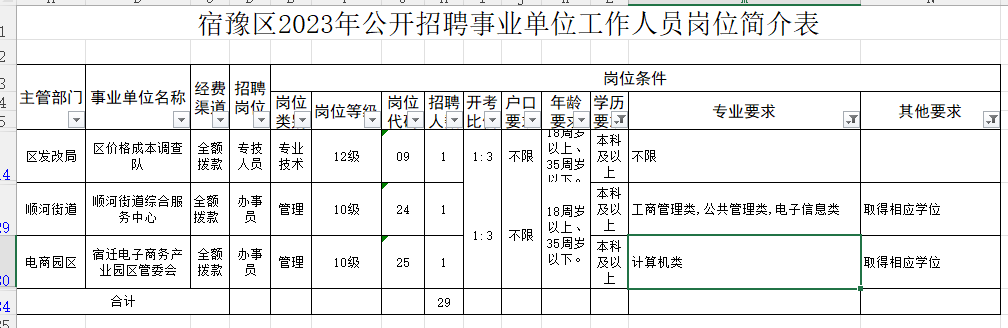 宿豫区2023年公开招聘事业单位工作人员岗位简介表
主管部门 事业单位名称 经费渠道 招聘岗位 岗位条件
岗位类别 岗位等级 岗位代码 招聘人数 开考比例 户口要求 年龄要求 学历要求 专业要求 其他要求
区发改局 区价格成本调查队 全额拨款 专技人员 专业技术 12级 09 1 1:3 不限 18周岁以上、35周岁以下。 本科及以上 不限
顺河街道 顺河街道综合服务中心 全额拨款 办事员 管理 10级 24 1 1:3 不限 18周岁以上、35周岁以下。 本科及以上 工商管理类,公共管理类,电子信息类 取得相应学位
电商园区 宿迁电子商务产业园区管委会 全额拨款 办事员 管理 10级 25 1 本科及以上 计算机类 取得相应学位
合计 29